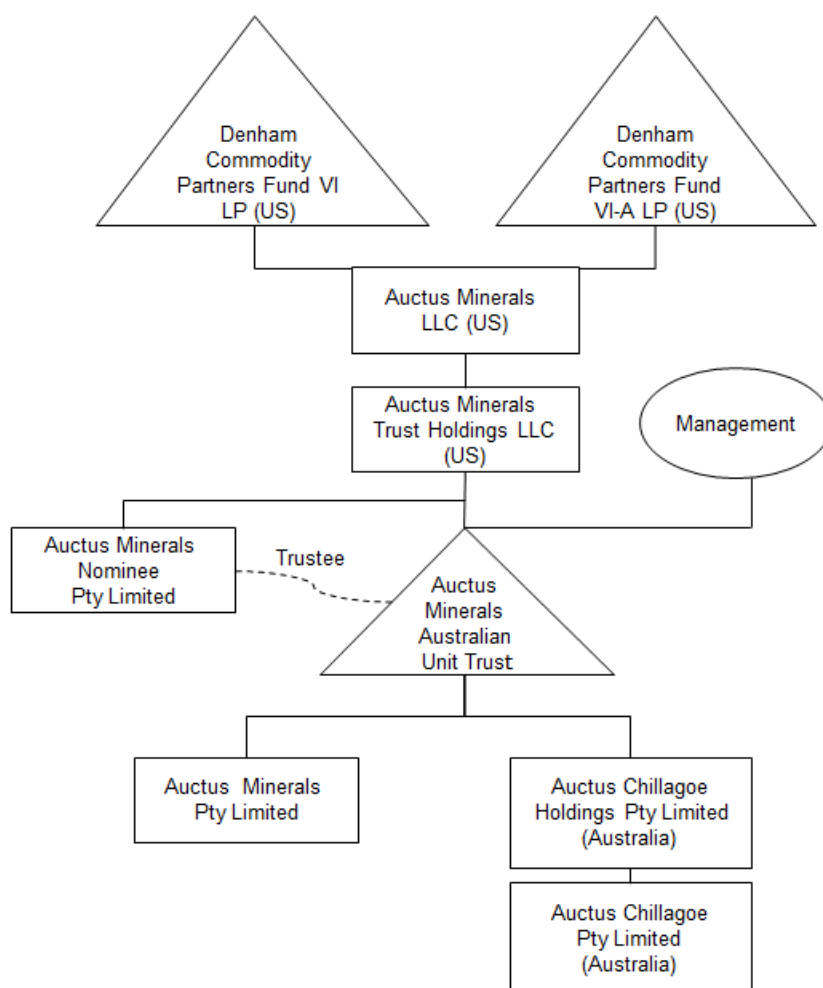 Denham
Commodity
Partners Fund VI
LP (US)
Denham
Commodity
Partners Fund
VI-A LP (US)
Auctus Minerals
LLC (US)
Auctus Minerals
Trust Holdings LLC
(US)
Management
Auctus Minerals
Nominee
Pty Limited
Trustee
Auctus
Minerals
Australian
Unit Trust
Auctus Minerals
Pty Limited
Auctus Chillagoe
Holdings Pty Limited
(Australia)
Auctus Chillagoe
Pty Limited
(Australia)